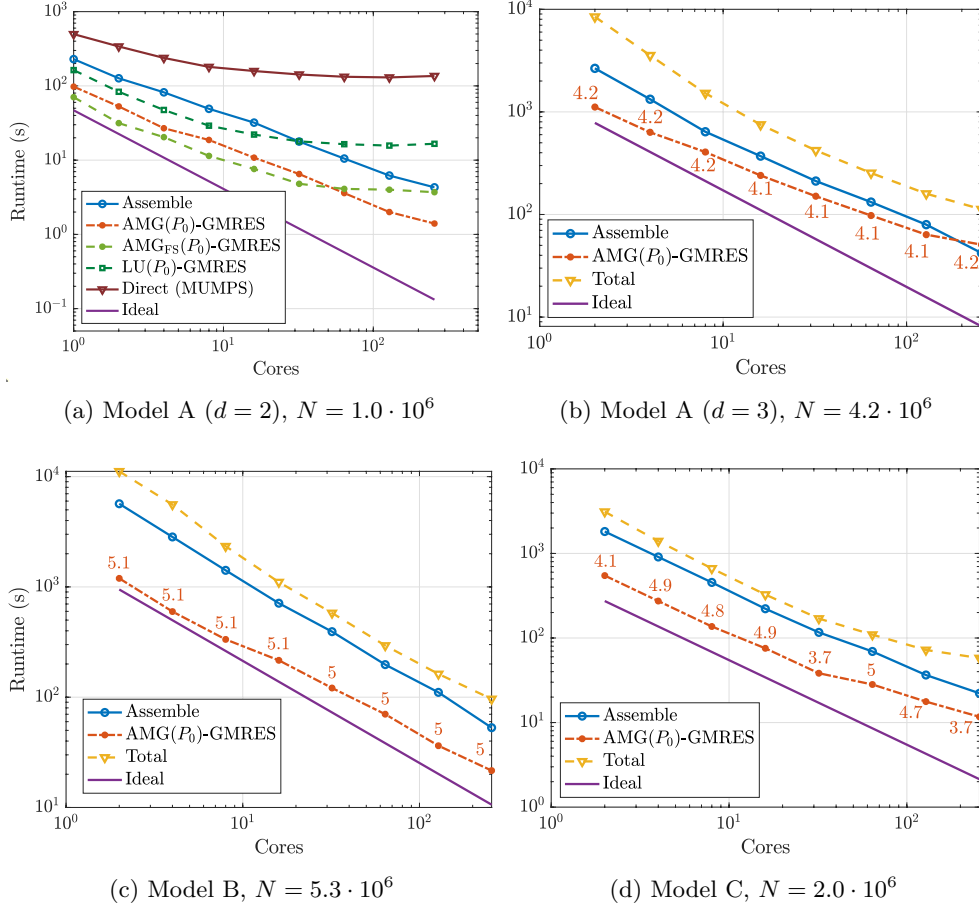 10^3
10^2
10^1
10^0
10^{-1}
Runtime (s)
Assemble
AMG(P_0)-GMRES
AMG_{FS}(P_0)-GMRES
LU(P_0)-GMRES
Direct (MUMPS)
Ideal
10^0
10^1
10^2
Cores
(a) Model A (d = 2), N = 1.0 · 10^6
10^4
10^3
10^2
10^1
4.2
4.2
4.2
4.1
4.1
4.1
4.1
4.2
Assemble
AMG(P_0)-GMRES
Total
Ideal
10^0
10^1
10^2
Cores
(b) Model A (d = 3), N = 4.2 · 10^6
10^4
10^3
10^2
10^1
Runtime (s)
5.1
5.1
5.1
5.1
5
5
5
5
Assemble
AMG(P_0)-GMRES
Total
Ideal
10^0
10^1
10^2
Cores
(c) Model B, N = 5.3 · 10^6
10^4
10^3
10^2
10^1
10^0
4.1
4.9
4.8
4.9
3.7
5
4.7
3.7
Assemble
AMG(P_0)-GMRES
Total
Ideal
10^0
10^1
10^2
Cores
(d) Model C, N = 2.0 · 10^6